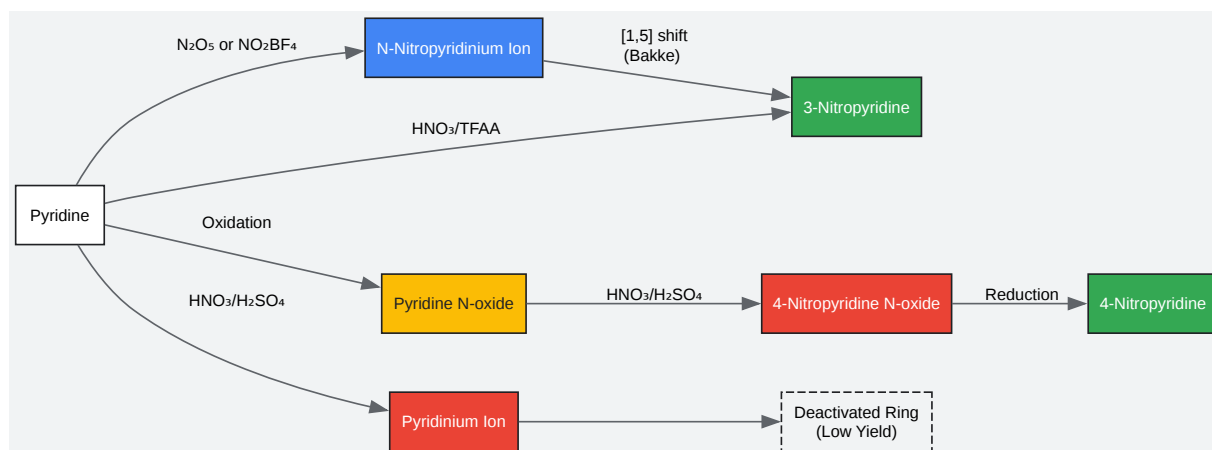 N₂O₅ or NO₂BF₄
N-Nitropyridinium Ion
[1,5] shift
(Bakke)
3-Nitropyridine
HNO₃/TFAA
Pyridine
Oxidation
HNO₃/H₂SO₄
Pyridine N-oxide
HNO₃/H₂SO₄
4-Nitropyridine N-oxide
Reduction
4-Nitropyridine
Pyridinium Ion
Deactivated Ring
(Low Yield)